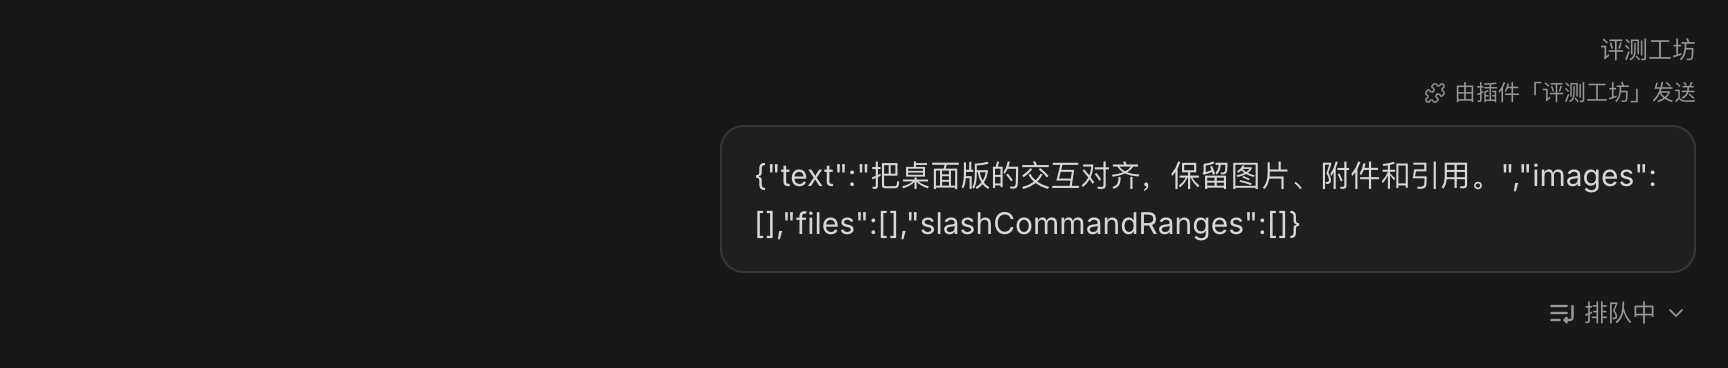 评测工坊
由插件「评测工坊」发送
{"text":"把桌面版的交互对齐，保留图片、附件和引用。","images":
[],"files":[],"slashCommandRanges":[]}
排队中